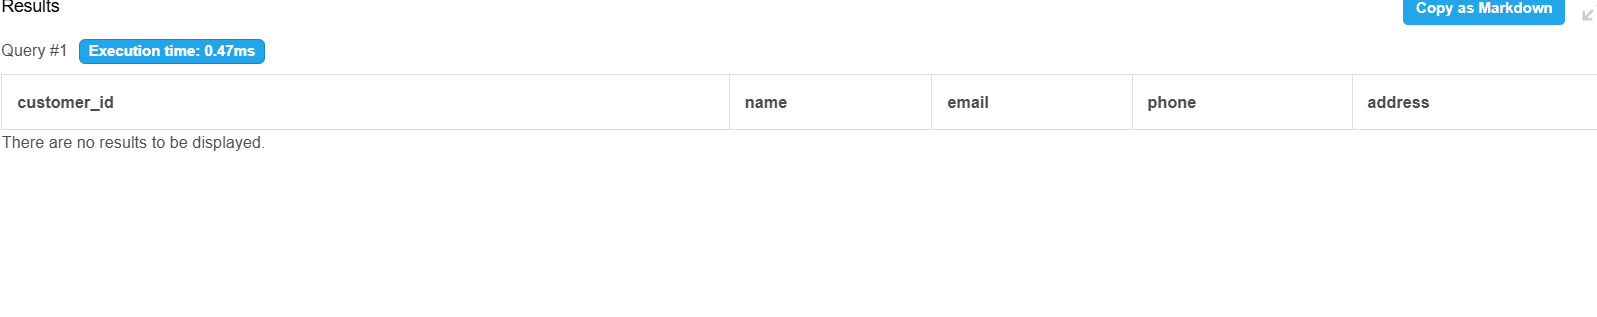 Results
Copy as Markdown
Query #1 Execution time: 0.47ms
customer_id name email phone address
There are no results to be displayed.